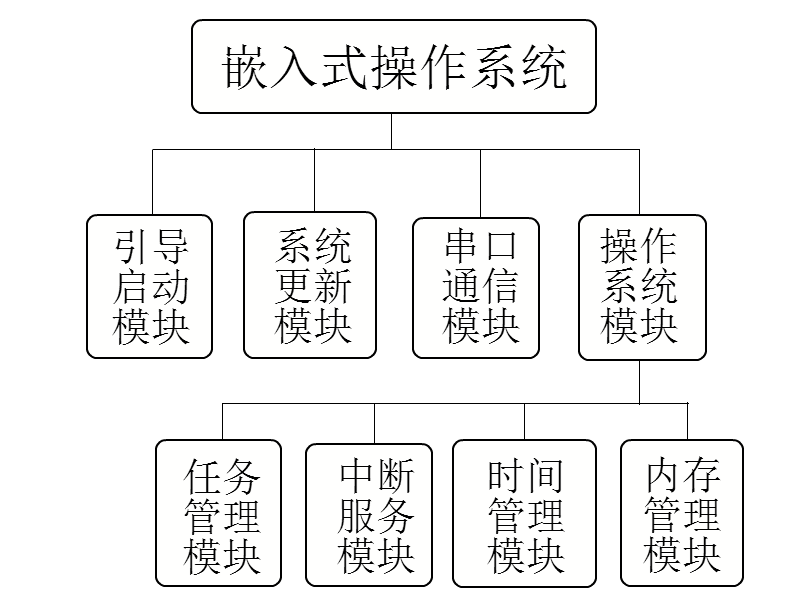 嵌入式操作系统
引导
启动
模块
系统
更新
模块
串口
通信
模块
操作
系统
模块
任务
管理
模块
中断
服务
模块
时间
管理
模块
内存
管理
模块